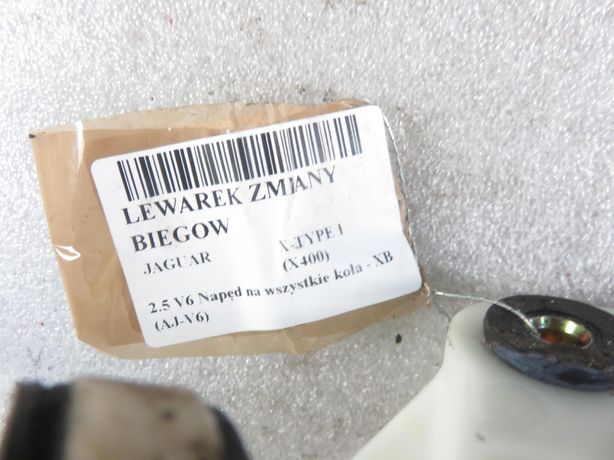 LEWAREK ZMIANY
BIEGOW
JAGUAR X-TYPE I
(X400)
2.5 V6 Napęd na wszystkie koła - XB
(AJ-V6)